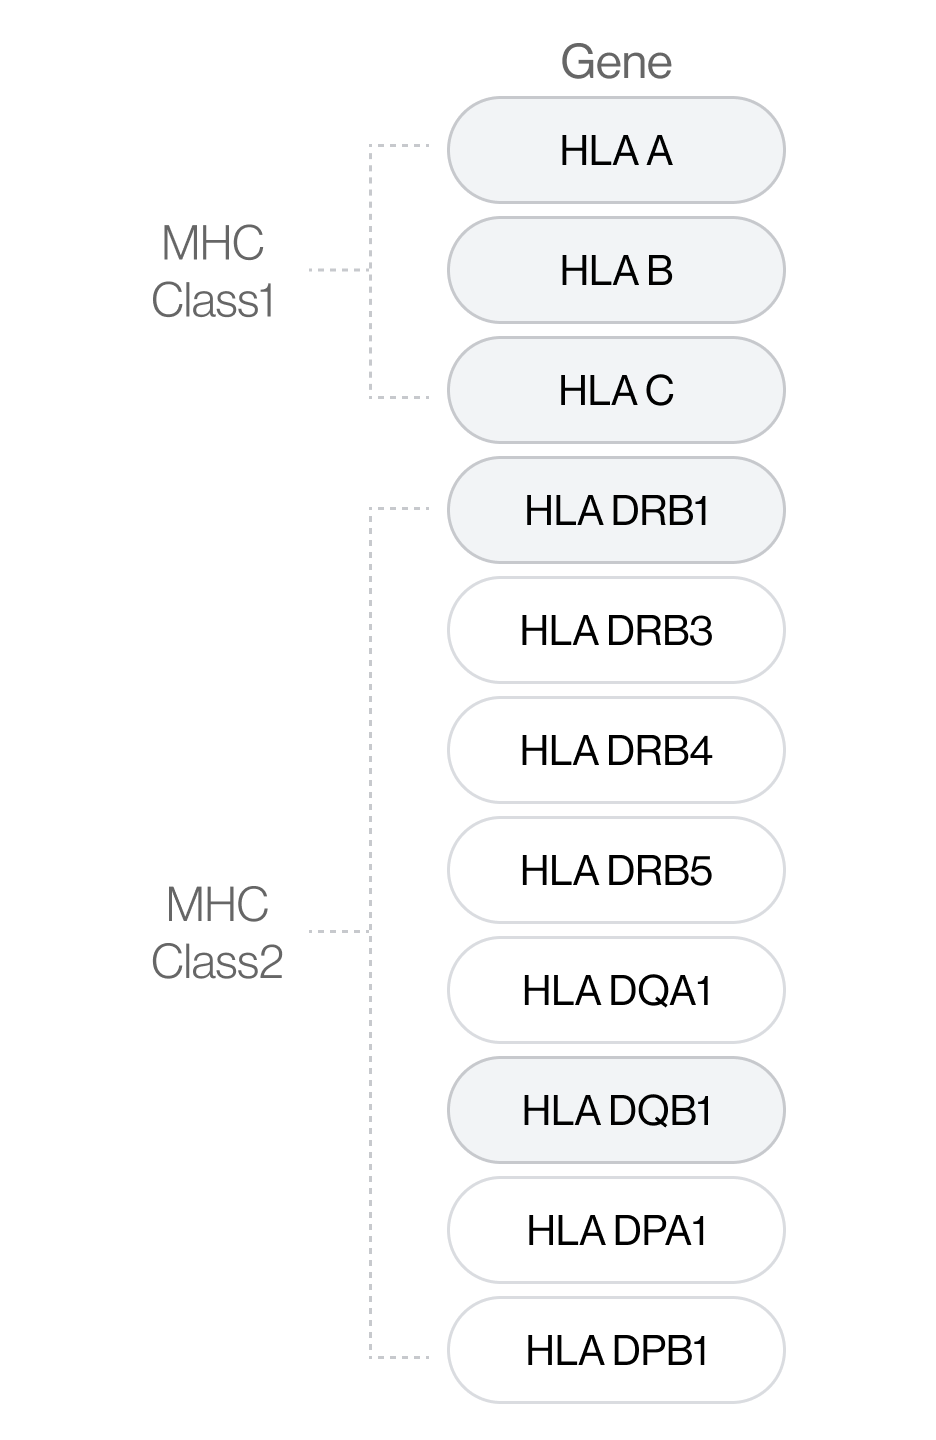 Gene
HLA A
MHC
Class1
HLA B
HLA C
HLA DRB1
HLA DRB3
HLA DRB4
HLA DRB5
MHC
Class2
HLA DQA1
HLA DQB1
HLA DPA1
HLA DPB1